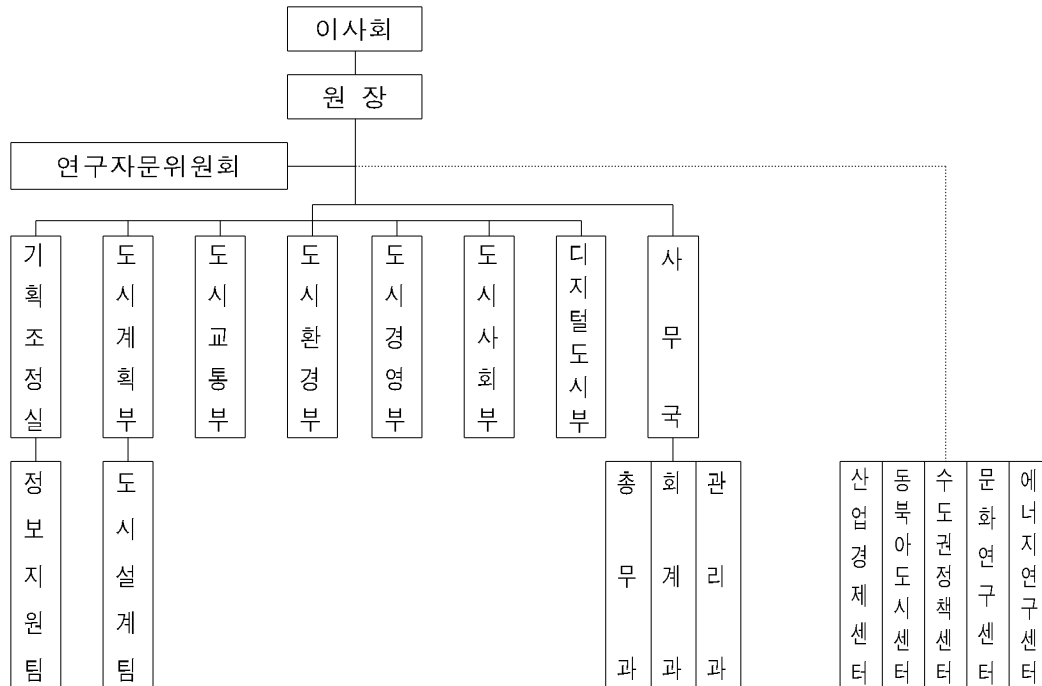 이사회
원 장
연구자문위원회
기획조정실
도시계획부
도시교통부
도시환경부
도시경영부
도시사회부
디지털도시부
사무국
정보지원팀
도시설계팀
총무과
회계과
관리과
산업경제센터
동북아도시센터
수도권정책센터
문화연구센터
에너지연구센터